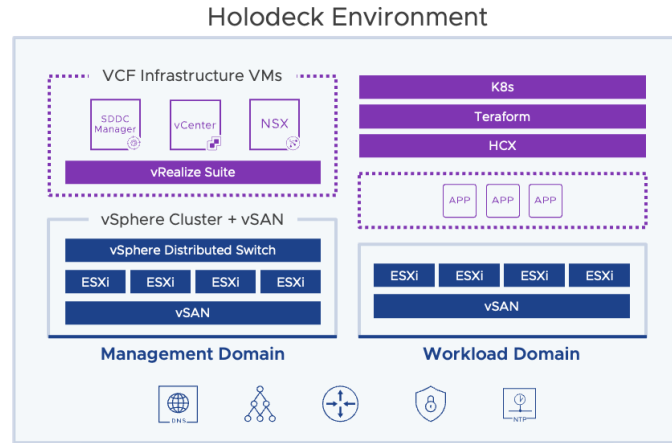 Holodeck Environment
VCF Infrastructure VMs
SDDC
Manager
vCenter
NSX
vRealize Suite
vSphere Cluster + vSAN
vSphere Distributed Switch
ESXi ESXi ESXi ESXi
vSAN
Management Domain
K8s
Teraform
HCX
APP APP APP
ESXi ESXi ESXi ESXi
vSAN
Workload Domain
DNS
NTP